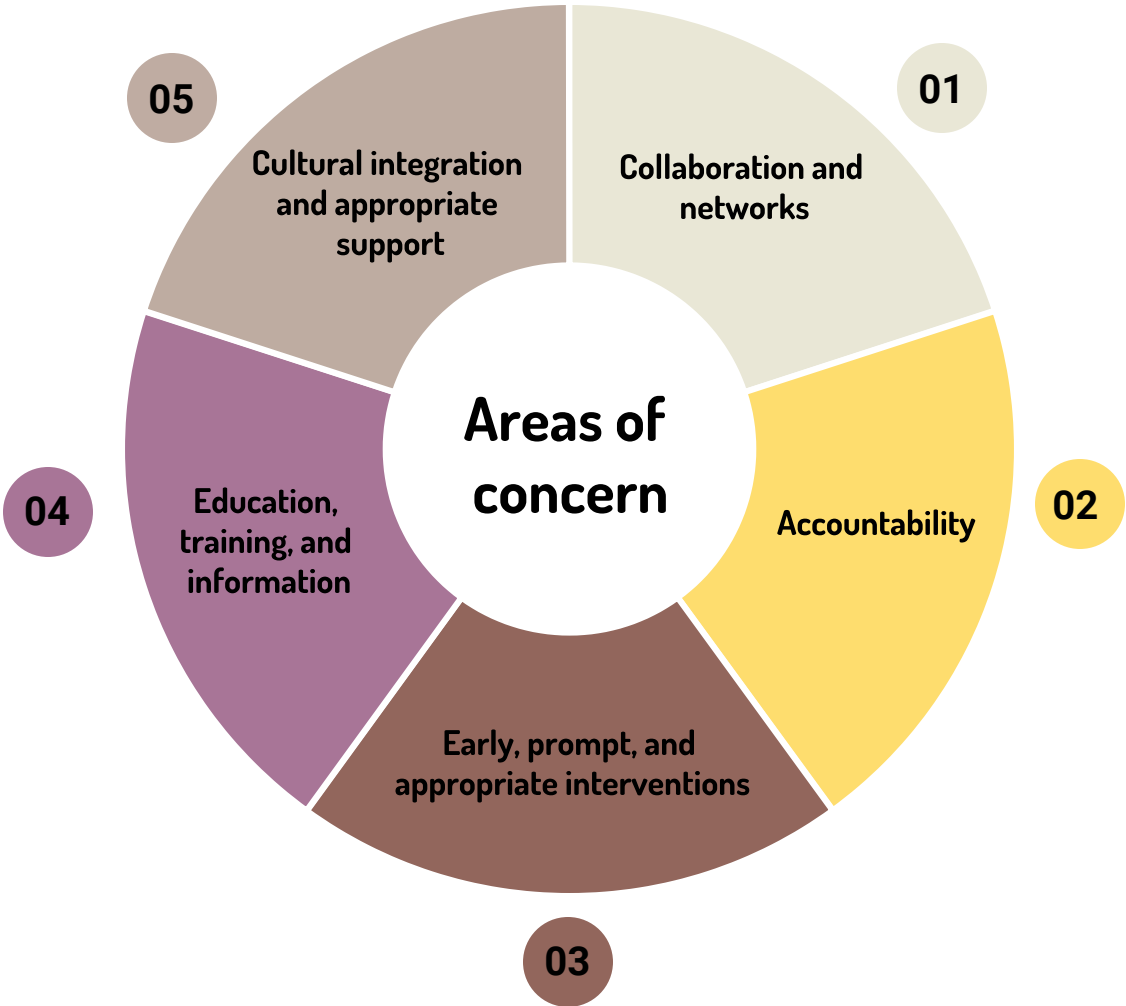 Areas of
concern
01
Collaboration and
networks
02
Accountability
03
Early, prompt, and
appropriate interventions
04
Education,
training, and
information
05
Cultural integration
and appropriate
support